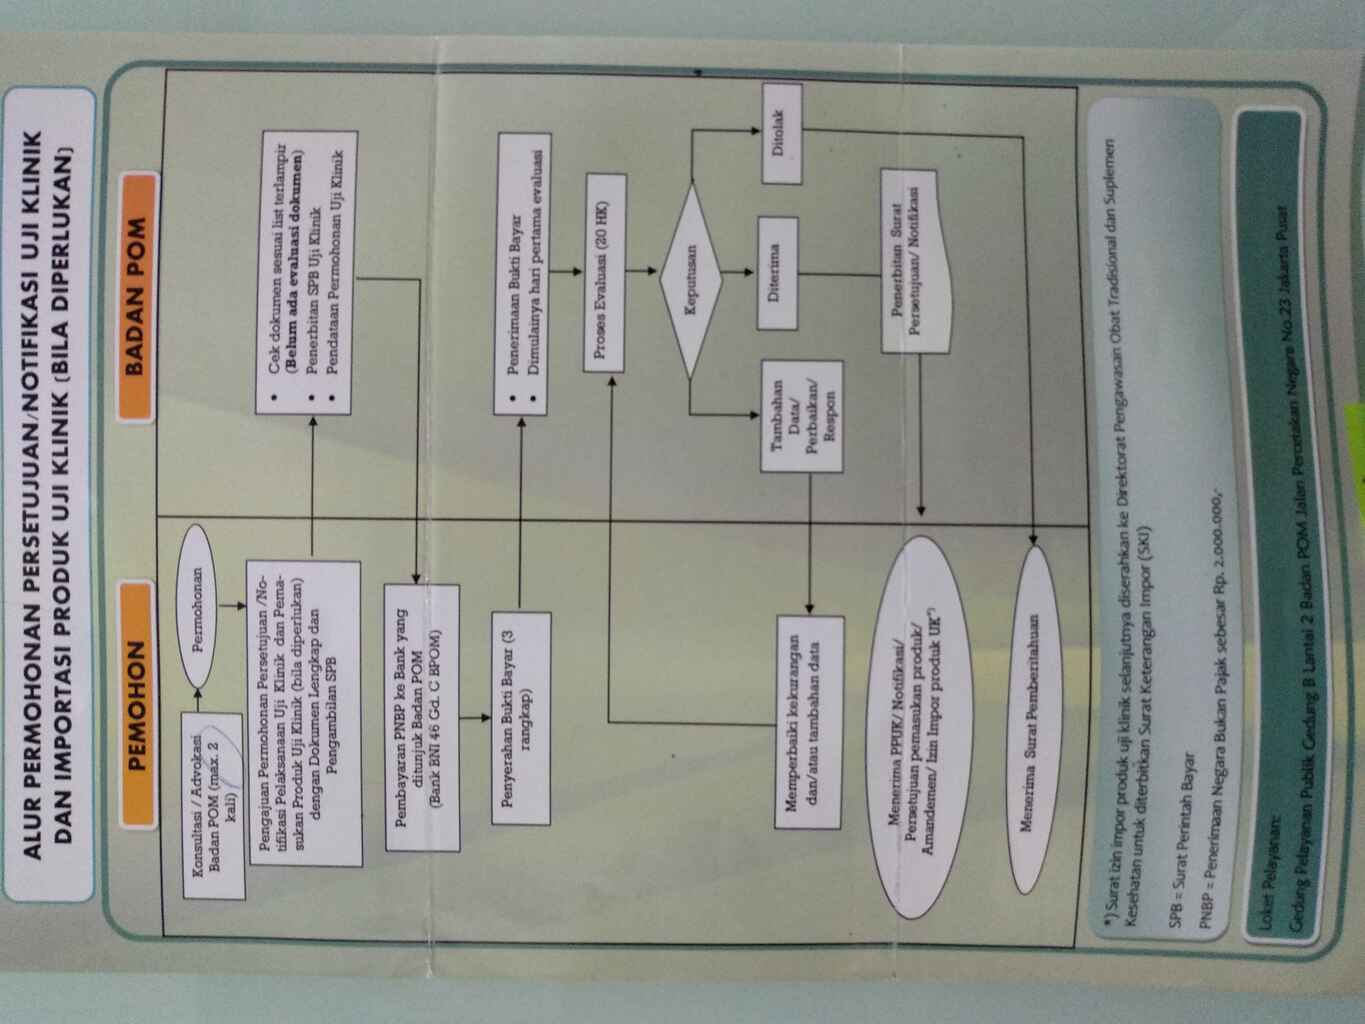 ALUR PERMOHONAN PERSETUJUAN/NOTIFIKASI UJI KLINIK
DAN IMPORTASI PRODUK UJI KLINIK (BILA DIPERLUKAN)
PEMOHON
BADAN POM
Konsultasi / Advokasi
Badan POM (max. 2
kali)
Permohonan
Pengajuan Permohonan Persetujuan /No-
tifikasi Pelaksanaan Uji Klinik dan Pema-
sukan Produk Uji Klinik (bila diperlukan)
dengan Dokumen Lengkap dan
Pengambilan SPB
• Cek dokumen sesuai list terlampir
(Belum ada evaluasi dokumen)
• Penerbitan SPB Uji Klinik
• Pendataan Permohonan Uji Klinik
Pembayaran PNBP ke Bank yang
ditunjuk Badan POM
(Bank BNI 46 Gd. C BPOM)
Penyerahan Bukti Bayar (3
rangkap)
• Penerimaan Bukti Bayar
• Dimulainya hari pertama evaluasi
Proses Evaluasi (20 HK)
Keputusan
Tambahan
Data/
Perbaikan/
Respon
Diterima
Ditolak
Memperbaiki kekurangan
dan/atau tambahan data
Penerbitan Surat
Persetujuan/ Notifikasi
Menerima PPUK/ Notifikasi/
Persetujuan pemasukan produk/
Amandemen/ Izin Impor produk UK*)
Menerima Surat Pemberitahuan
*) Surat izin impor produk uji klinik selanjutnya diserahkan ke Direktorat Pengawasan Obat Tradisional dan Suplemen
Kesehatan untuk diterbitkan Surat Keterangan Impor (SKI)
SPB = Surat Perintah Bayar
PNBP = Penerimaan Negara Bukan Pajak sebesar Rp. 2.000.000,-
Loket Pelayanan:
Gedung Pelayanan Publik Gedung B Lantai 2 Badan POM Jalan Percetakan Negara No.23 Jakarta Pusat